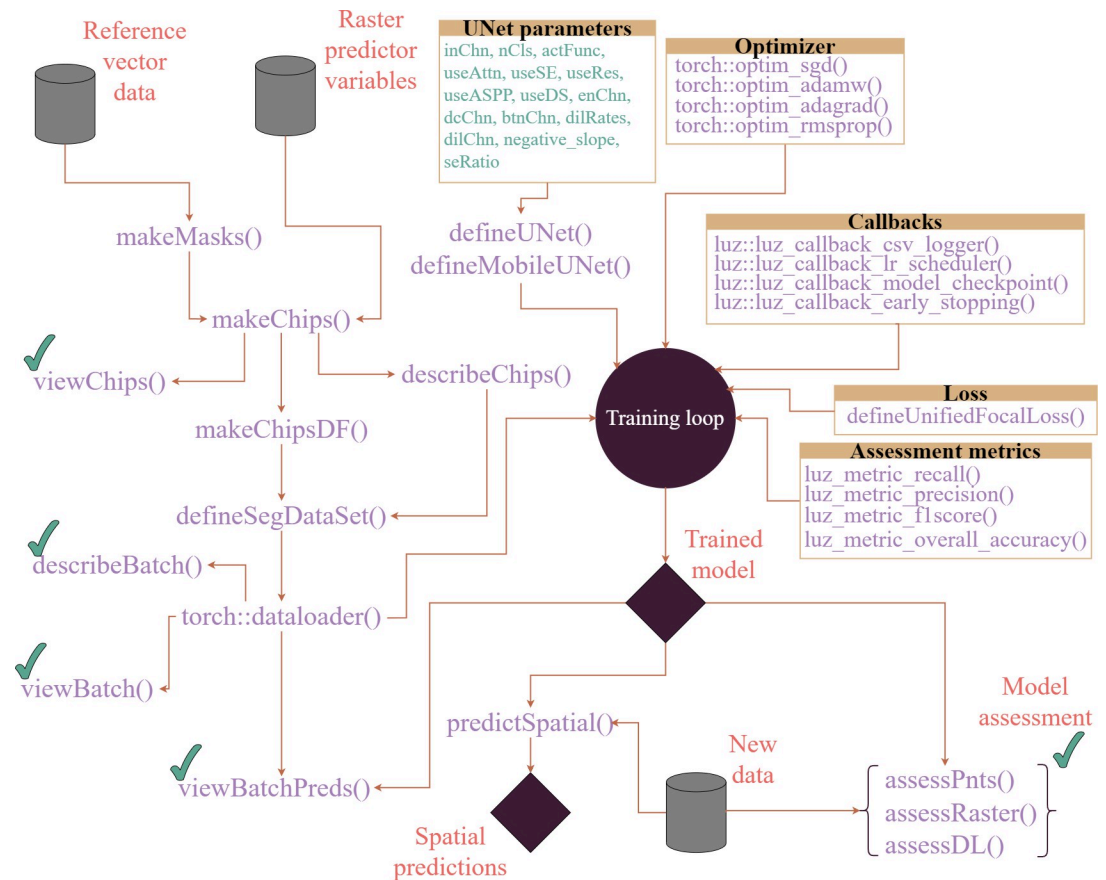 Reference
vector
data
Raster
predictor
variables
UNet parameters
inChn, nCls, actFunc,
useAttn, useSE, useRes,
useASPP, useDS, enChn,
dcChn, btnChn, dilRates,
dilChn, negative_slope,
seRatio
Optimizer
torch::optim_sgd()
torch::optim_adamw()
torch::optim_adagrad()
torch::optim_rmsprop()
makeMasks()
defineUNet()
defineMobileUNet()
Callbacks
luz::luz_callback_csv_logger()
luz::luz_callback_lr_scheduler()
luz::luz_callback_model_checkpoint()
luz::luz_callback_early_stopping()
makeChips()
viewChips()
describeChips()
makeChipsDF()
Training loop
Loss
defineUnifiedFocalLoss()
Assessment metrics
luz_metric_recall()
luz_metric_precision()
luz_metric_f1score()
luz_metric_overall_accuracy()
defineSegDataSet()
describeBatch()
Trained
model
torch::dataloader()
viewBatch()
predictSpatial()
Model
assessment
New
data
viewBatchPreds()
assessPnts()
assessRaster()
assessDL()
Spatial
predictions